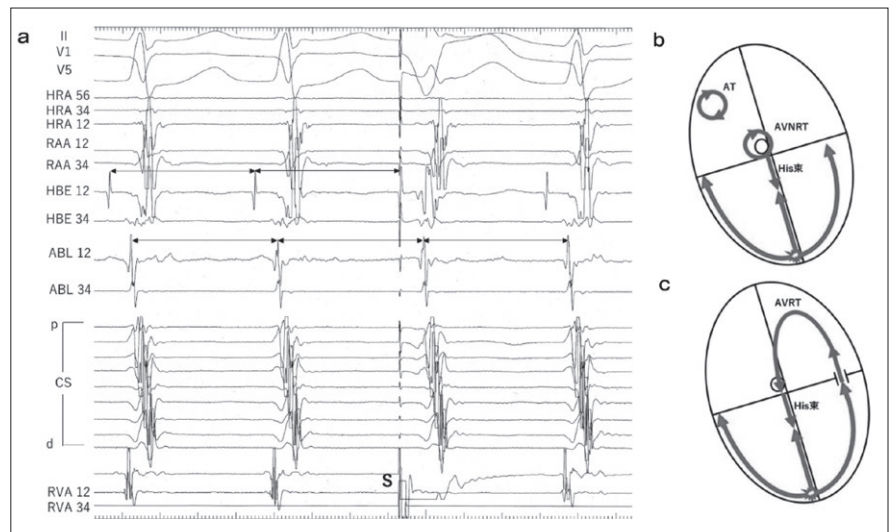 a
II
V1
V5
HRA 56
HRA 34
HRA 12
RAA 12
RAA 34
HBE 12
HBE 34
ABL 12
ABL 34
p
CS
d
S
RVA 12
RVA 34
b
AT
AVNRT
His束
c
AVRT
His束